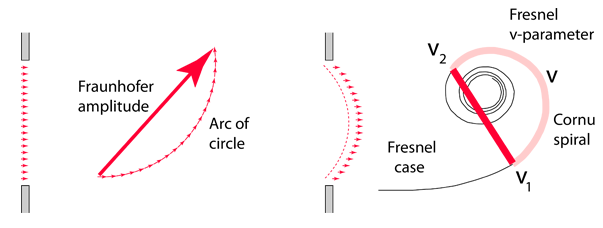 Fraunhofer
amplitude
Arc of
circle
Fresnel
v-parameter
V2
V
Cornu
spiral
Fresnel
case
V1